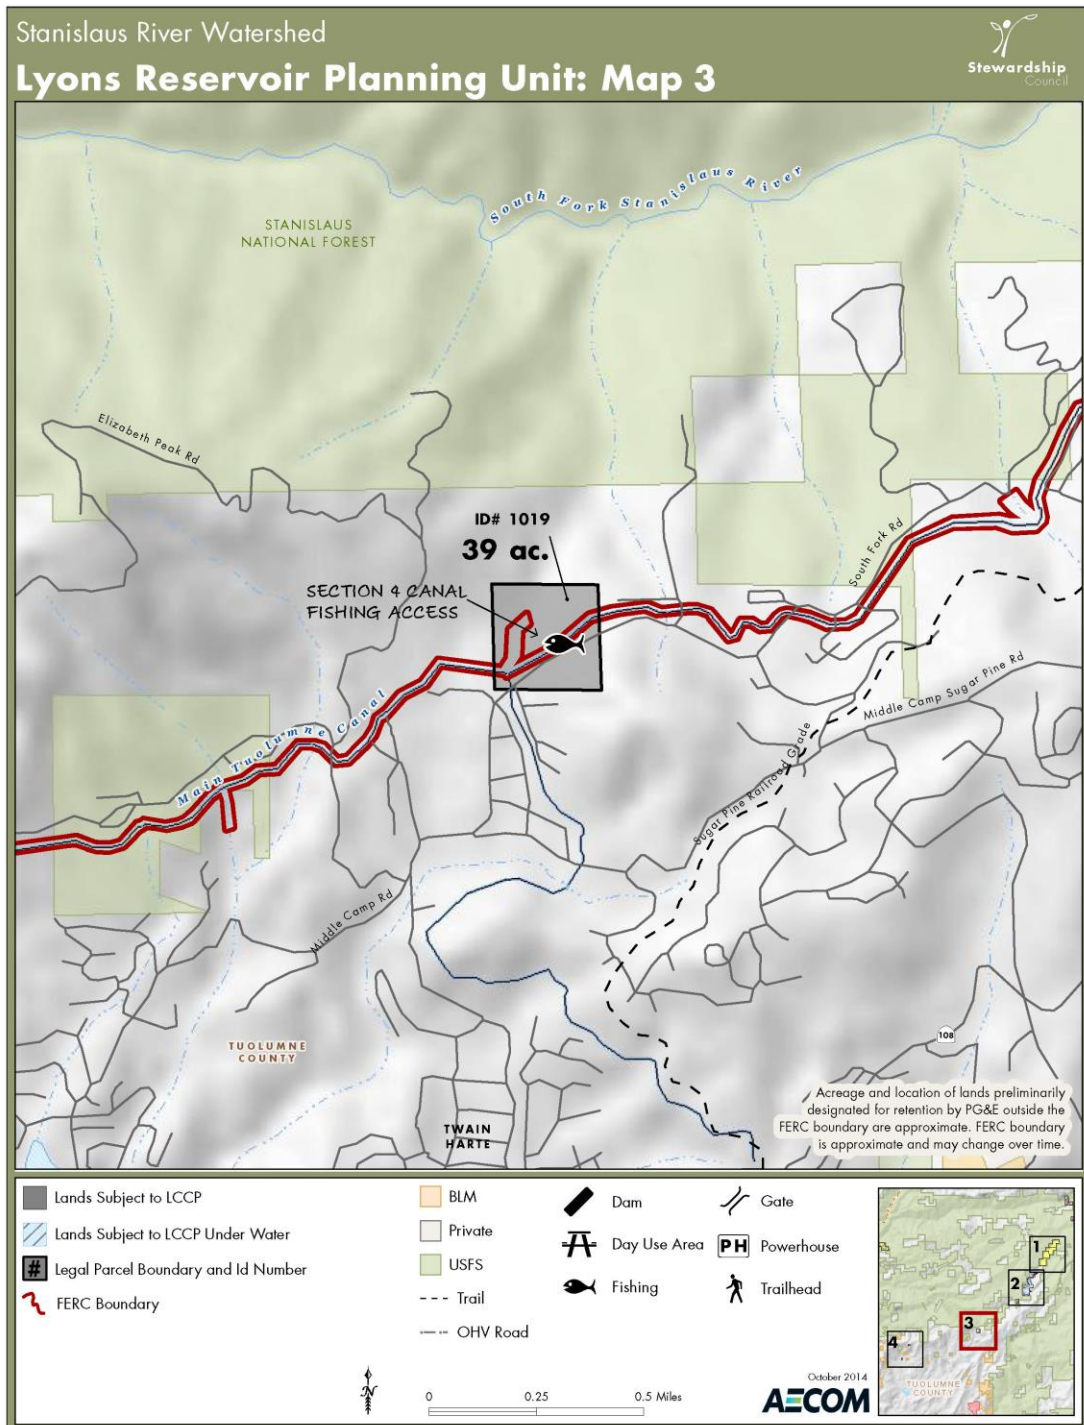 Stanislaus River Watershed
Lyons Reservoir Planning Unit: Map 3
Stewardship
Council
South Fork Stanislaus River
STANISLAUS
NATIONAL FOREST
Elizabeth Peak Rd
ID# 1019
39 ac.
SECTION 4 CANAL
FISHING ACCESS
South Fork Rd
Middle Camp Sugar Pine Rd
Main Tuolumne Canal
Sugar Pine Railroad Grade
Middle Camp Rd
TUOLUMNE
COUNTY
108
TWAIN
HARTE
Acreage and location of lands preliminarily
designated for retention by PG&E outside the
FERC boundary are approximate. FERC boundary
is approximate and may change over time.
Lands Subject to LCCP
Lands Subject to LCCP Under Water
# Legal Parcel Boundary and Id Number
FERC Boundary
BLM
Private
USFS
Trail
OHV Road
Dam
Day Use Area
Fishing
Gate
PH Powerhouse
Trailhead
N
0 0.25 0.5 Miles
October 2014
AECOM
1
2
3
4
TUOLUMNE
COUNTY